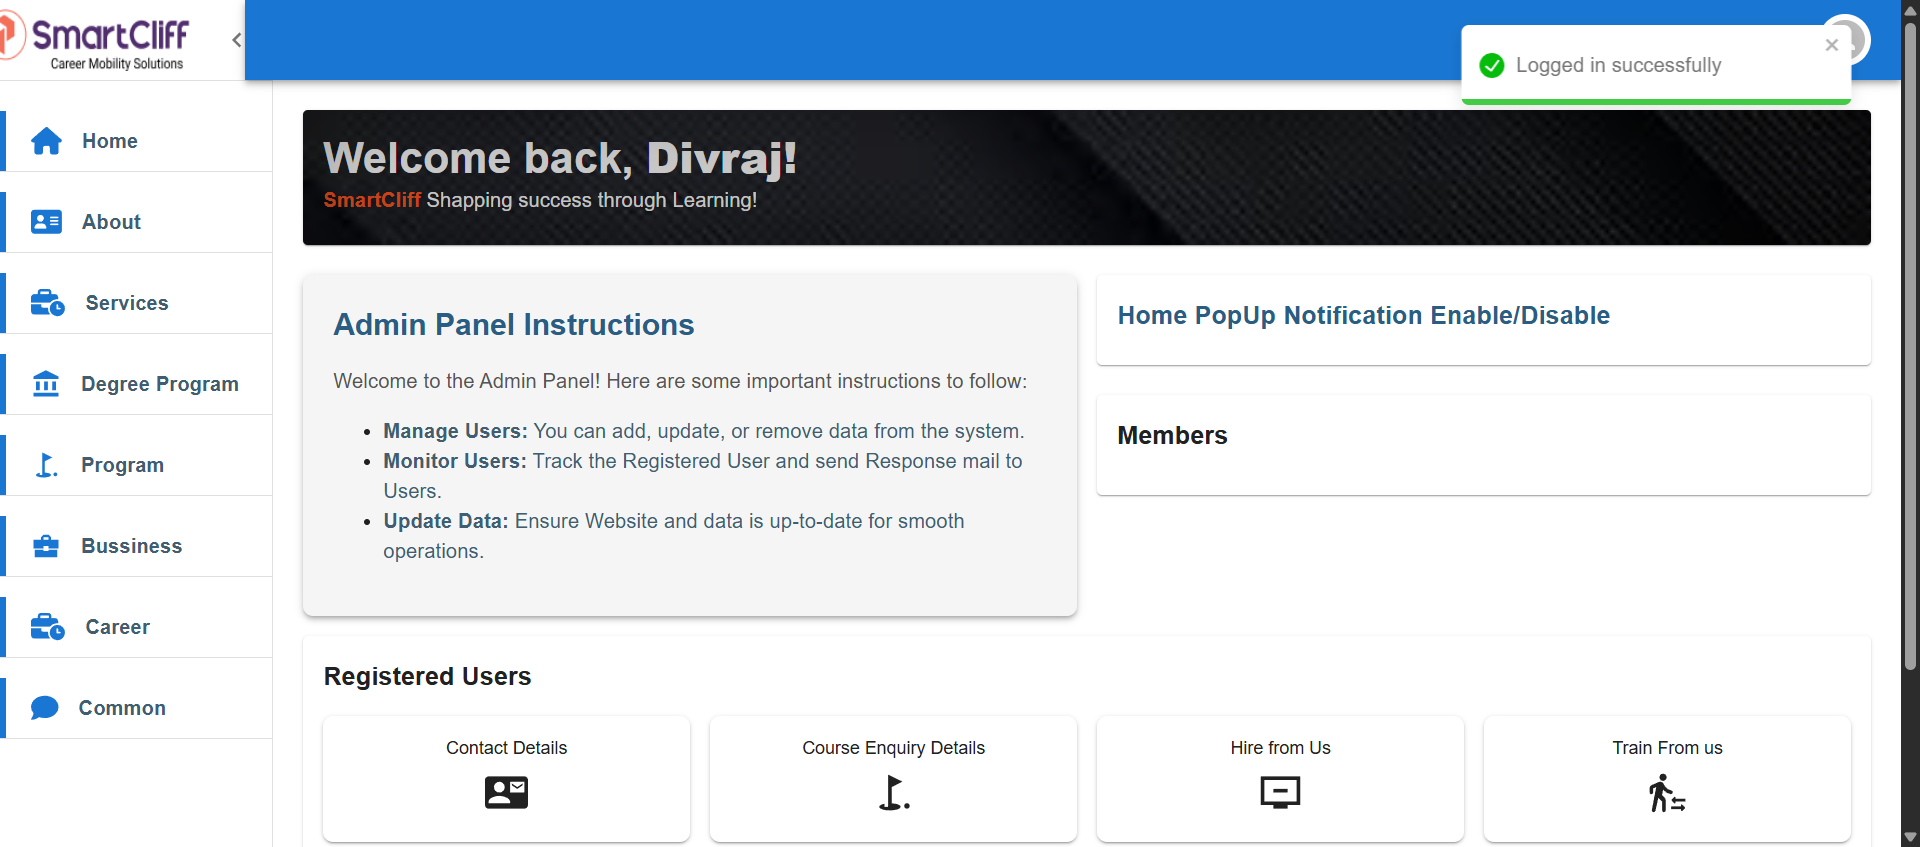 SmartCliff
Career Mobility Solutions
Logged in successfully
Home
About
Services
Degree Program
Program
Bussiness
Career
Common
Welcome back, Divraj!
SmartCliff Shapping success through Learning!
Admin Panel Instructions
Welcome to the Admin Panel! Here are some important instructions to follow:
Manage Users: You can add, update, or remove data from the system.
Monitor Users: Track the Registered User and send Response mail to
Users.
Update Data: Ensure Website and data is up-to-date for smooth
operations.
Home PopUp Notification Enable/Disable
Members
Registered Users
Contact Details
Course Enquiry Details
Hire from Us
Train From us